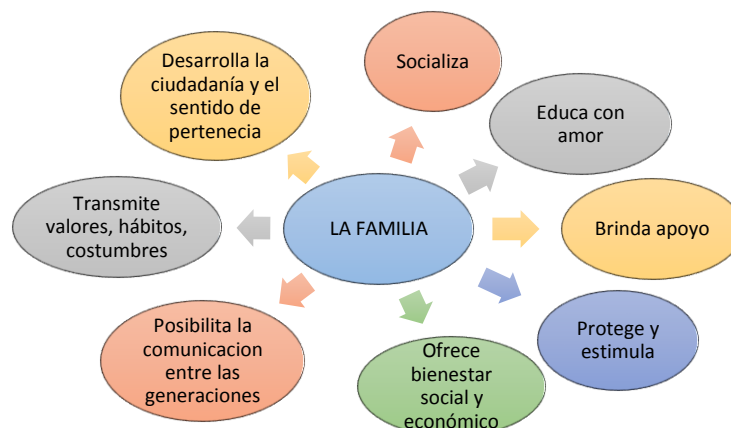 Socializa
Desarrolla la
ciudadanía y el
sentido de
pertenecia
Educa con
amor
Transmite
valores, hábitos,
costumbres
LA FAMILIA
Brinda apoyo
Posibilita la
comunicacion
entre las
generaciones
Protege y
estimula
Ofrece
bienestar
social y
económico